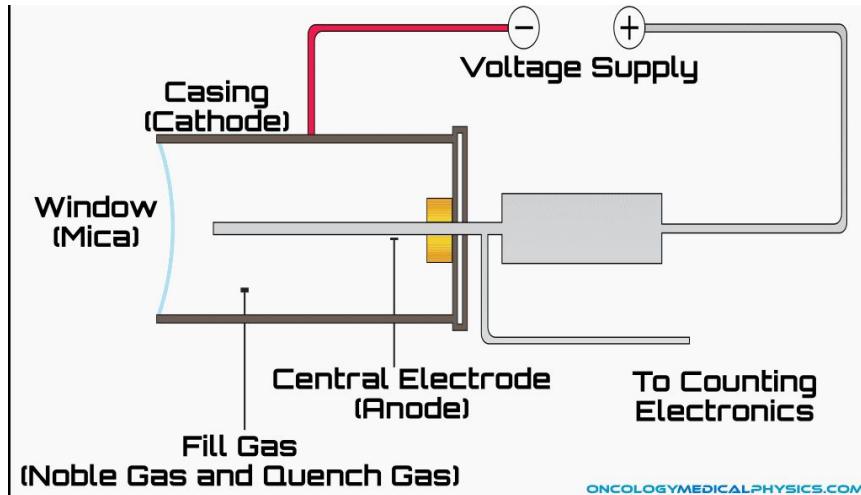 −
+
Voltage Supply
Casing
(Cathode)
Window
(Mica)
Central Electrode
(Anode)
To Counting
Electronics
Fill Gas
(Noble Gas and Quench Gas)
ONCOLOGYMEDICALPHYSICS.COM